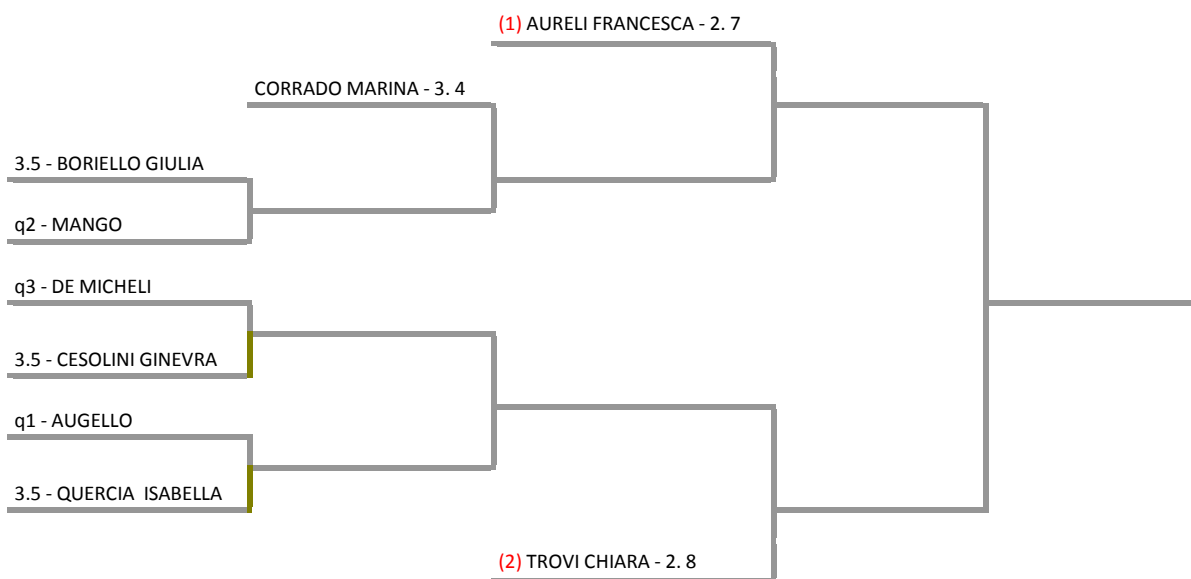 (1) AURELI FRANCESCA - 2. 7
CORRADO MARINA - 3. 4
3.5 - BORIELLO GIULIA
q2 - MANGO
q3 - DE MICHELI
3.5 - CESOLINI GINEVRA
q1 - AUGELLO
3.5 - QUERCIA  ISABELLA
(2) TROVI CHIARA - 2. 8